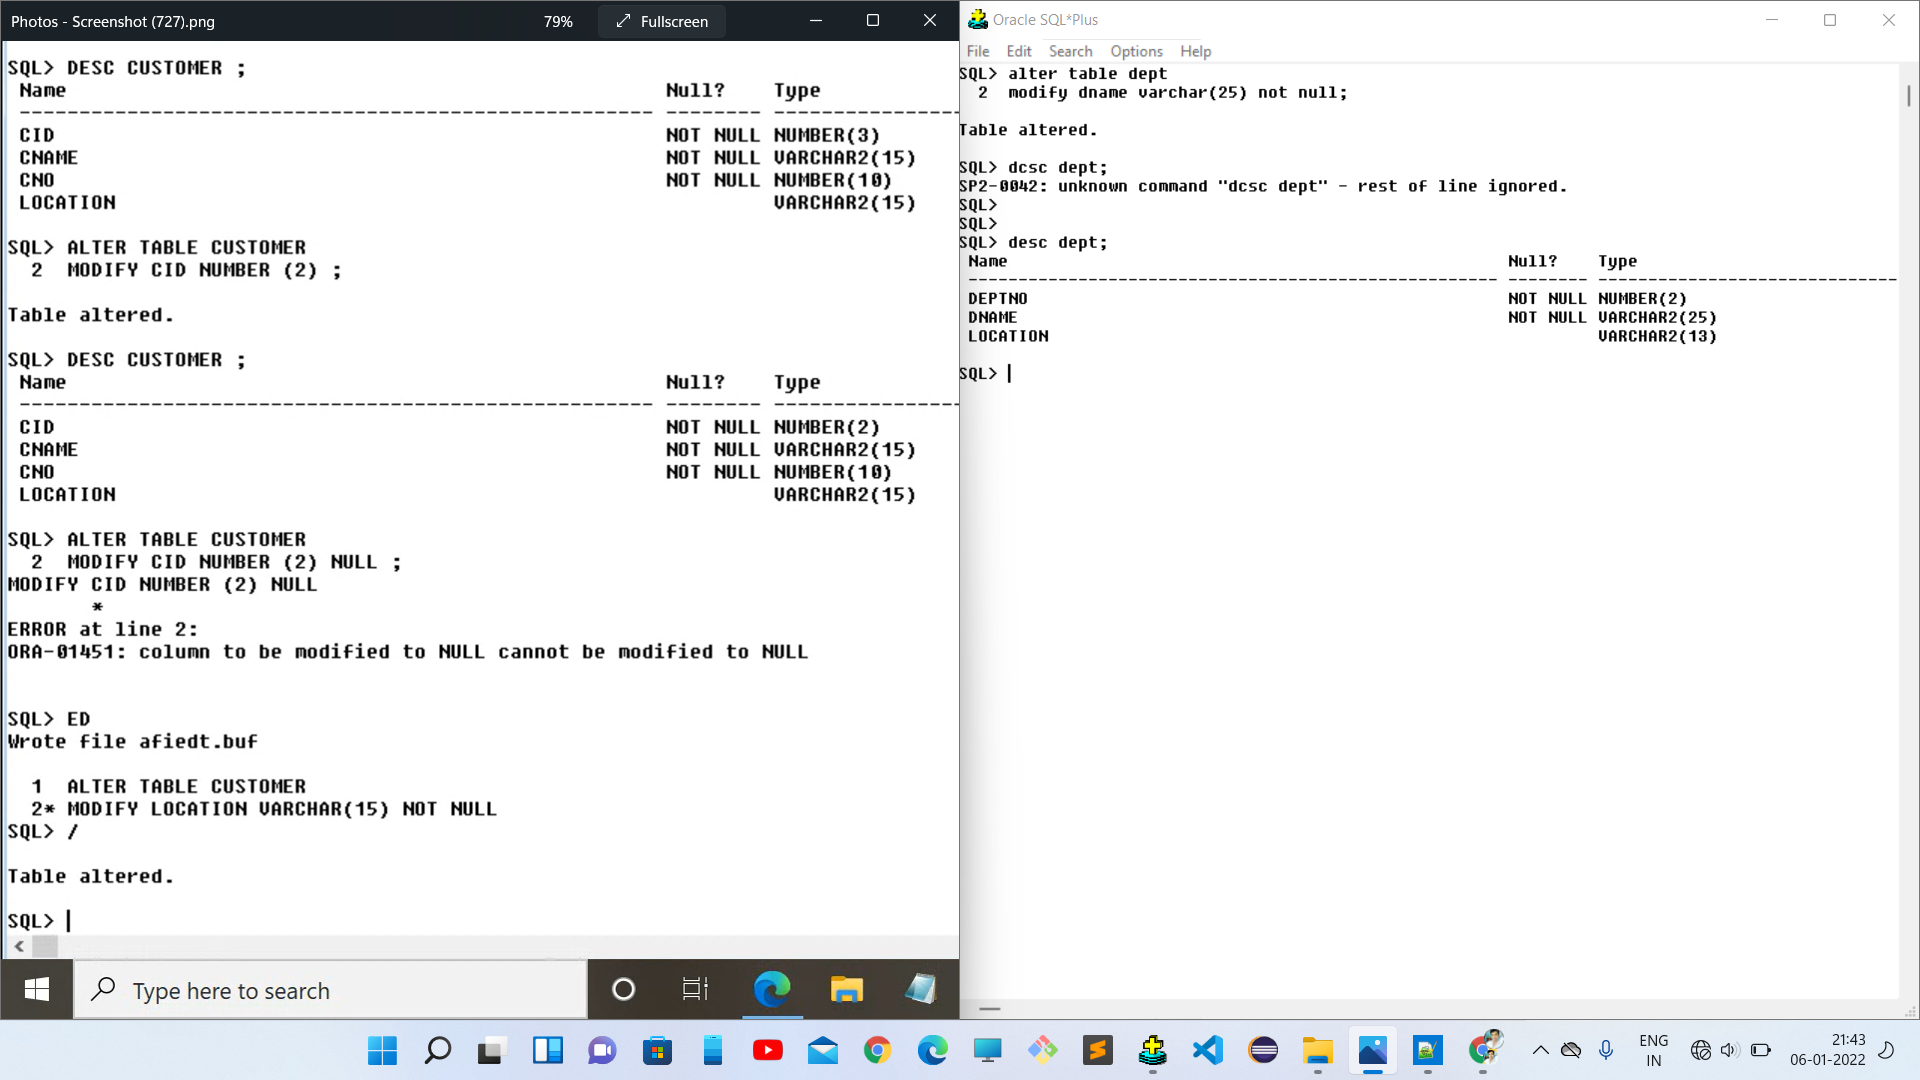 Photos - Screenshot (727).png
79%
Fullscreen
SQL> DESC CUSTOMER ;
Name Null? Type
----------------------------------------------------- -------- ----------------
CID NOT NULL NUMBER(3)
CNAME NOT NULL VARCHAR2(15)
CNO NOT NULL NUMBER(10)
LOCATION VARCHAR2(15)
SQL> ALTER TABLE CUSTOMER
2 MODIFY CID NUMBER (2) ;
Table altered.
SQL> DESC CUSTOMER ;
Name Null? Type
----------------------------------------------------- -------- ----------------
CID NOT NULL NUMBER(2)
CNAME NOT NULL VARCHAR2(15)
CNO NOT NULL NUMBER(10)
LOCATION VARCHAR2(15)
SQL> ALTER TABLE CUSTOMER
2 MODIFY CID NUMBER (2) NULL ;
MODIFY CID NUMBER (2) NULL
*
ERROR at line 2:
ORA-01451: column to be modified to NULL cannot be modified to NULL
SQL> ED
Wrote file afiedt.buf
1 ALTER TABLE CUSTOMER
2* MODIFY LOCATION VARCHAR(15) NOT NULL
SQL> /
Table altered.
SQL>
Type here to search
Oracle SQL*Plus
File Edit Search Options Help
SQL> alter table dept
2 modify dname varchar(25) not null;
Table altered.
SQL> dcsc dept;
SP2-0042: unknown command "dcsc dept" - rest of line ignored.
SQL>
SQL>
SQL> desc dept;
Name Null? Type
----------------------------------------------------- -------- ------------------------------
DEPTNO NOT NULL NUMBER(2)
DNAME NOT NULL VARCHAR2(25)
LOCATION VARCHAR2(13)
SQL>
ENG
IN
21:43
06-01-2022